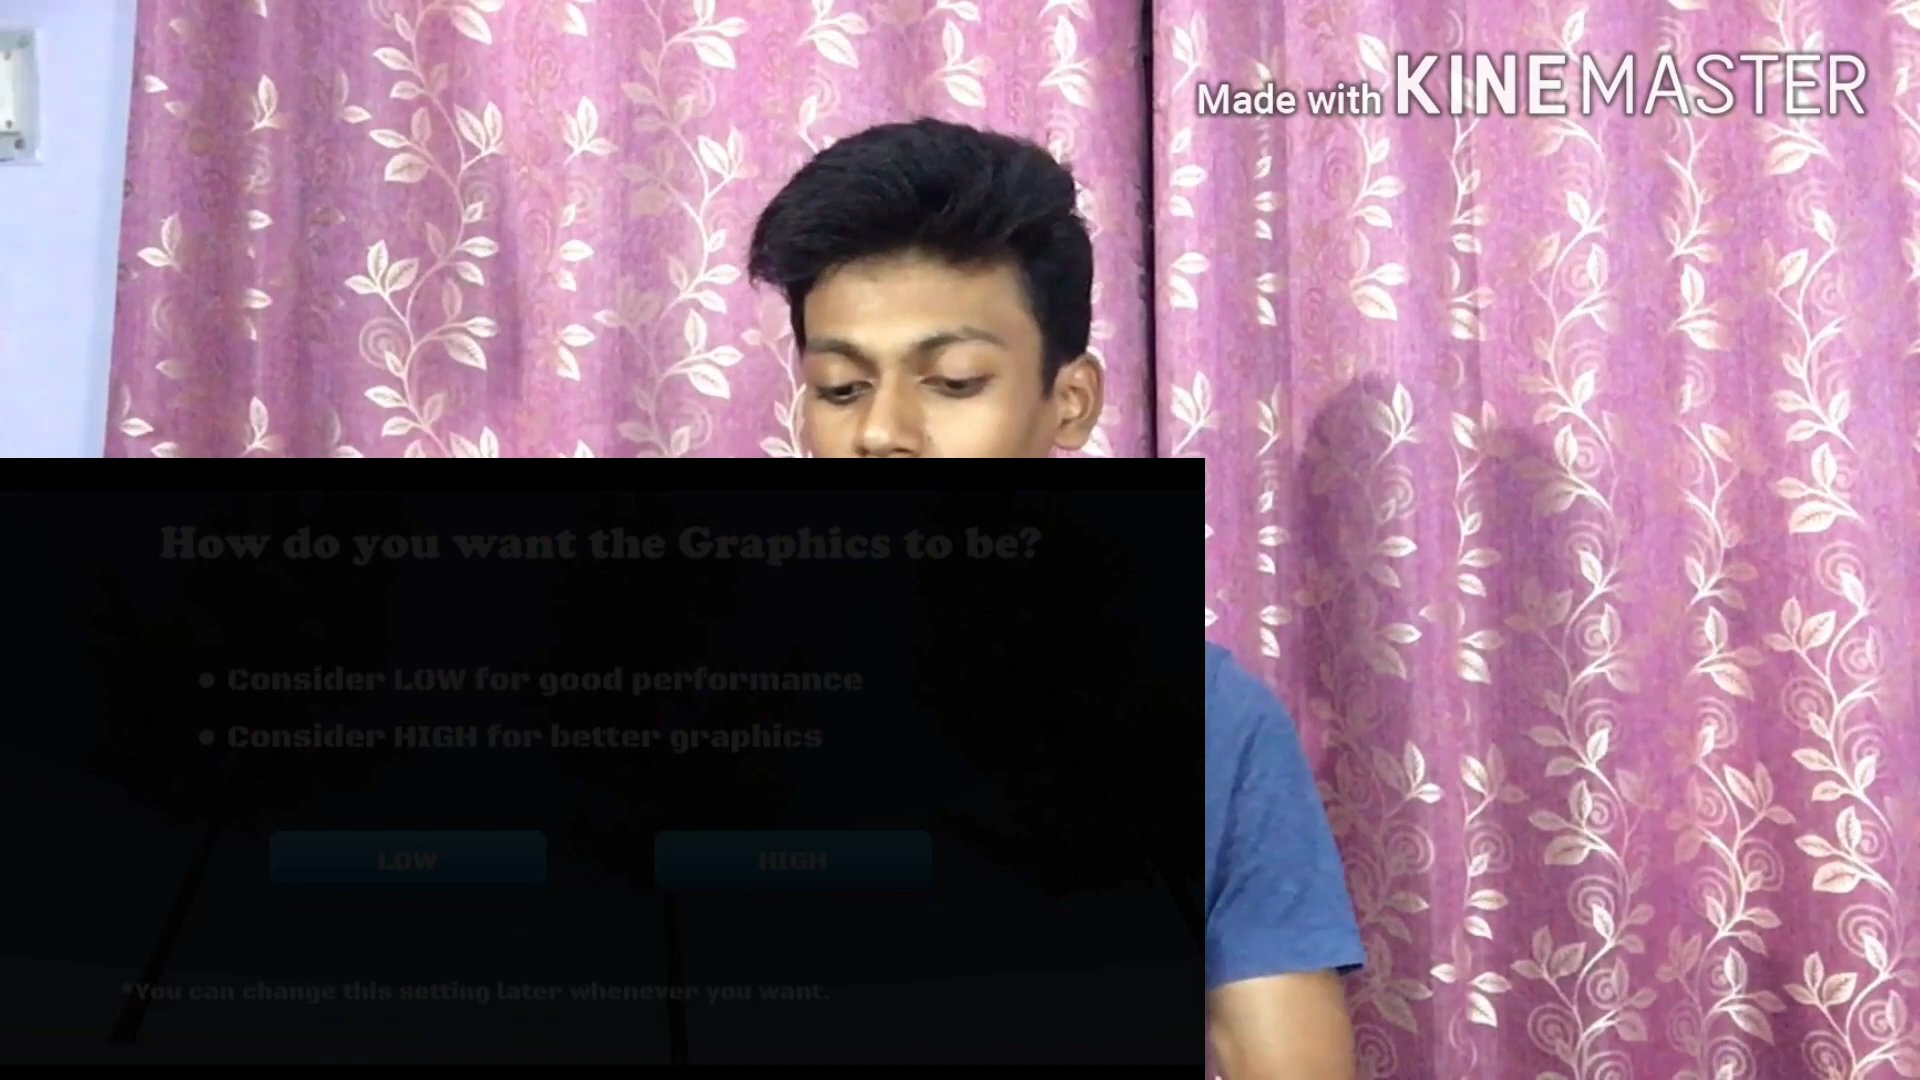 Made with KINEMASTER
How do you want the Graphics to be?
• Consider LOW for good performance
• Consider HIGH for better graphics
LOW HIGH
*You can change this setting later whenever you want.